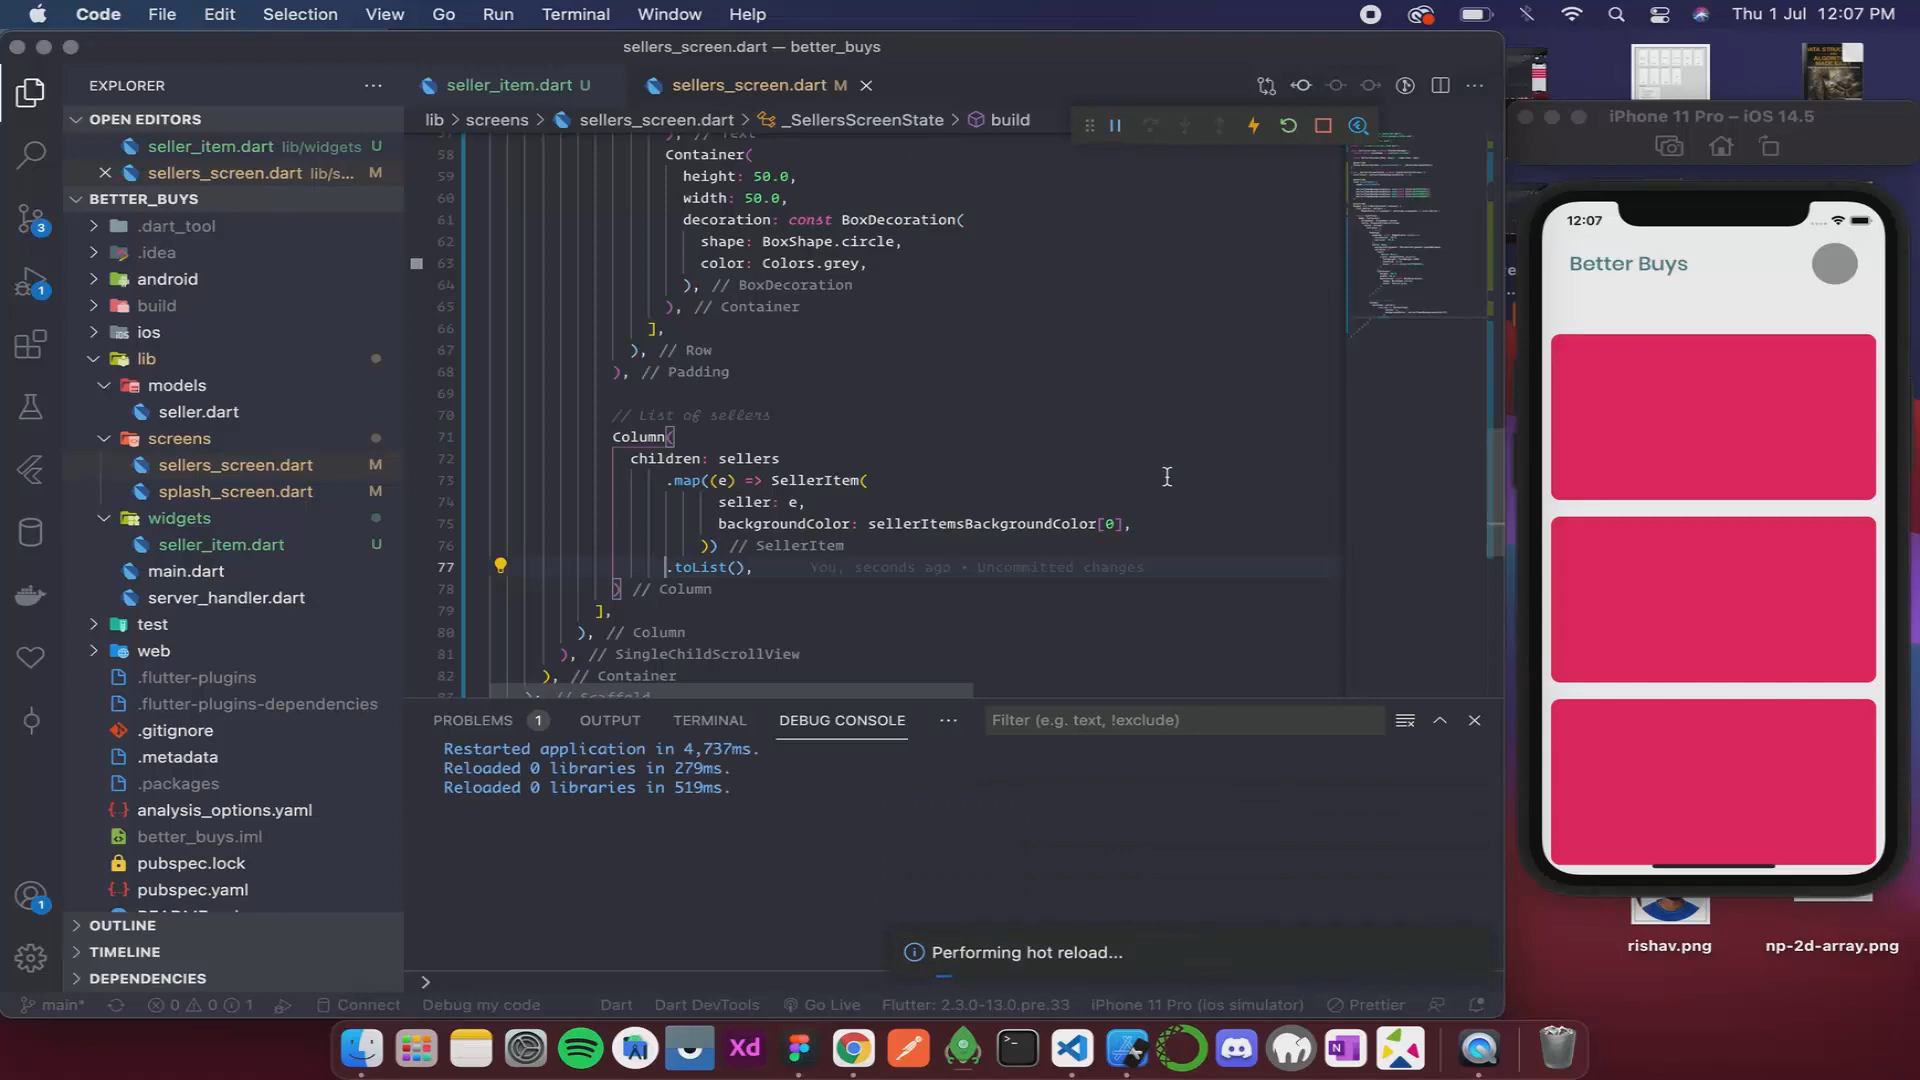 Code File Edit Selection View Go Run Terminal Window Help Thu 1 Jul 12:07 PM
sellers_screen.dart — better_buys
EXPLORER
seller_item.dart U
sellers_screen.dart M
OPEN EDITORS
seller_item.dart lib/widgets U
sellers_screen.dart lib/s... M
BETTER_BUYS
.dart_tool
.idea
android
build
ios
lib
models
seller.dart
screens
sellers_screen.dart M
splash_screen.dart M
widgets
seller_item.dart U
main.dart
server_handler.dart
test
web
.flutter-plugins
.flutter-plugins-dependencies
.gitignore
.metadata
.packages
analysis_options.yaml
better_buys.iml
pubspec.lock
pubspec.yaml
OUTLINE
TIMELINE
DEPENDENCIES
3
1
1
lib > screens > sellers_screen.dart > _SellersScreenState > build
), // Text
58 Container(
59 height: 50.0,
60 width: 50.0,
61 decoration: const BoxDecoration(
62 shape: BoxShape.circle,
63 color: Colors.grey,
64 ), // BoxDecoration
65 ), // Container
66 ],
67 ), // Row
68 ), // Padding
69
70 // List of sellers
71 Column(
72 children: sellers
73 .map((e) => SellerItem(
74 seller: e,
75 backgroundColor: sellerItemsBackgroundColor[0],
76 )) // SellerItem
77 .toList(), You, seconds ago • Uncommitted changes
78 ) // Column
79 ],
80 ), // Column
81 ), // SingleChildScrollView
82 ), // Container
), // Scaffold
PROBLEMS 1 OUTPUT TERMINAL DEBUG CONSOLE ··· Filter (e.g. text, !exclude)
Restarted application in 4,737ms.
Reloaded 0 libraries in 279ms.
Reloaded 0 libraries in 519ms.
Performing hot reload...
main* 0 0 1 Connect Debug my code Dart Dart DevTools Go Live Flutter: 2.3.0-13.0.pre.33 iPhone 11 Pro (ios simulator) Prettier
iPhone 11 Pro – iOS 14.5
12:07
Better Buys
rishav.png
np-2d-array.png
Xd